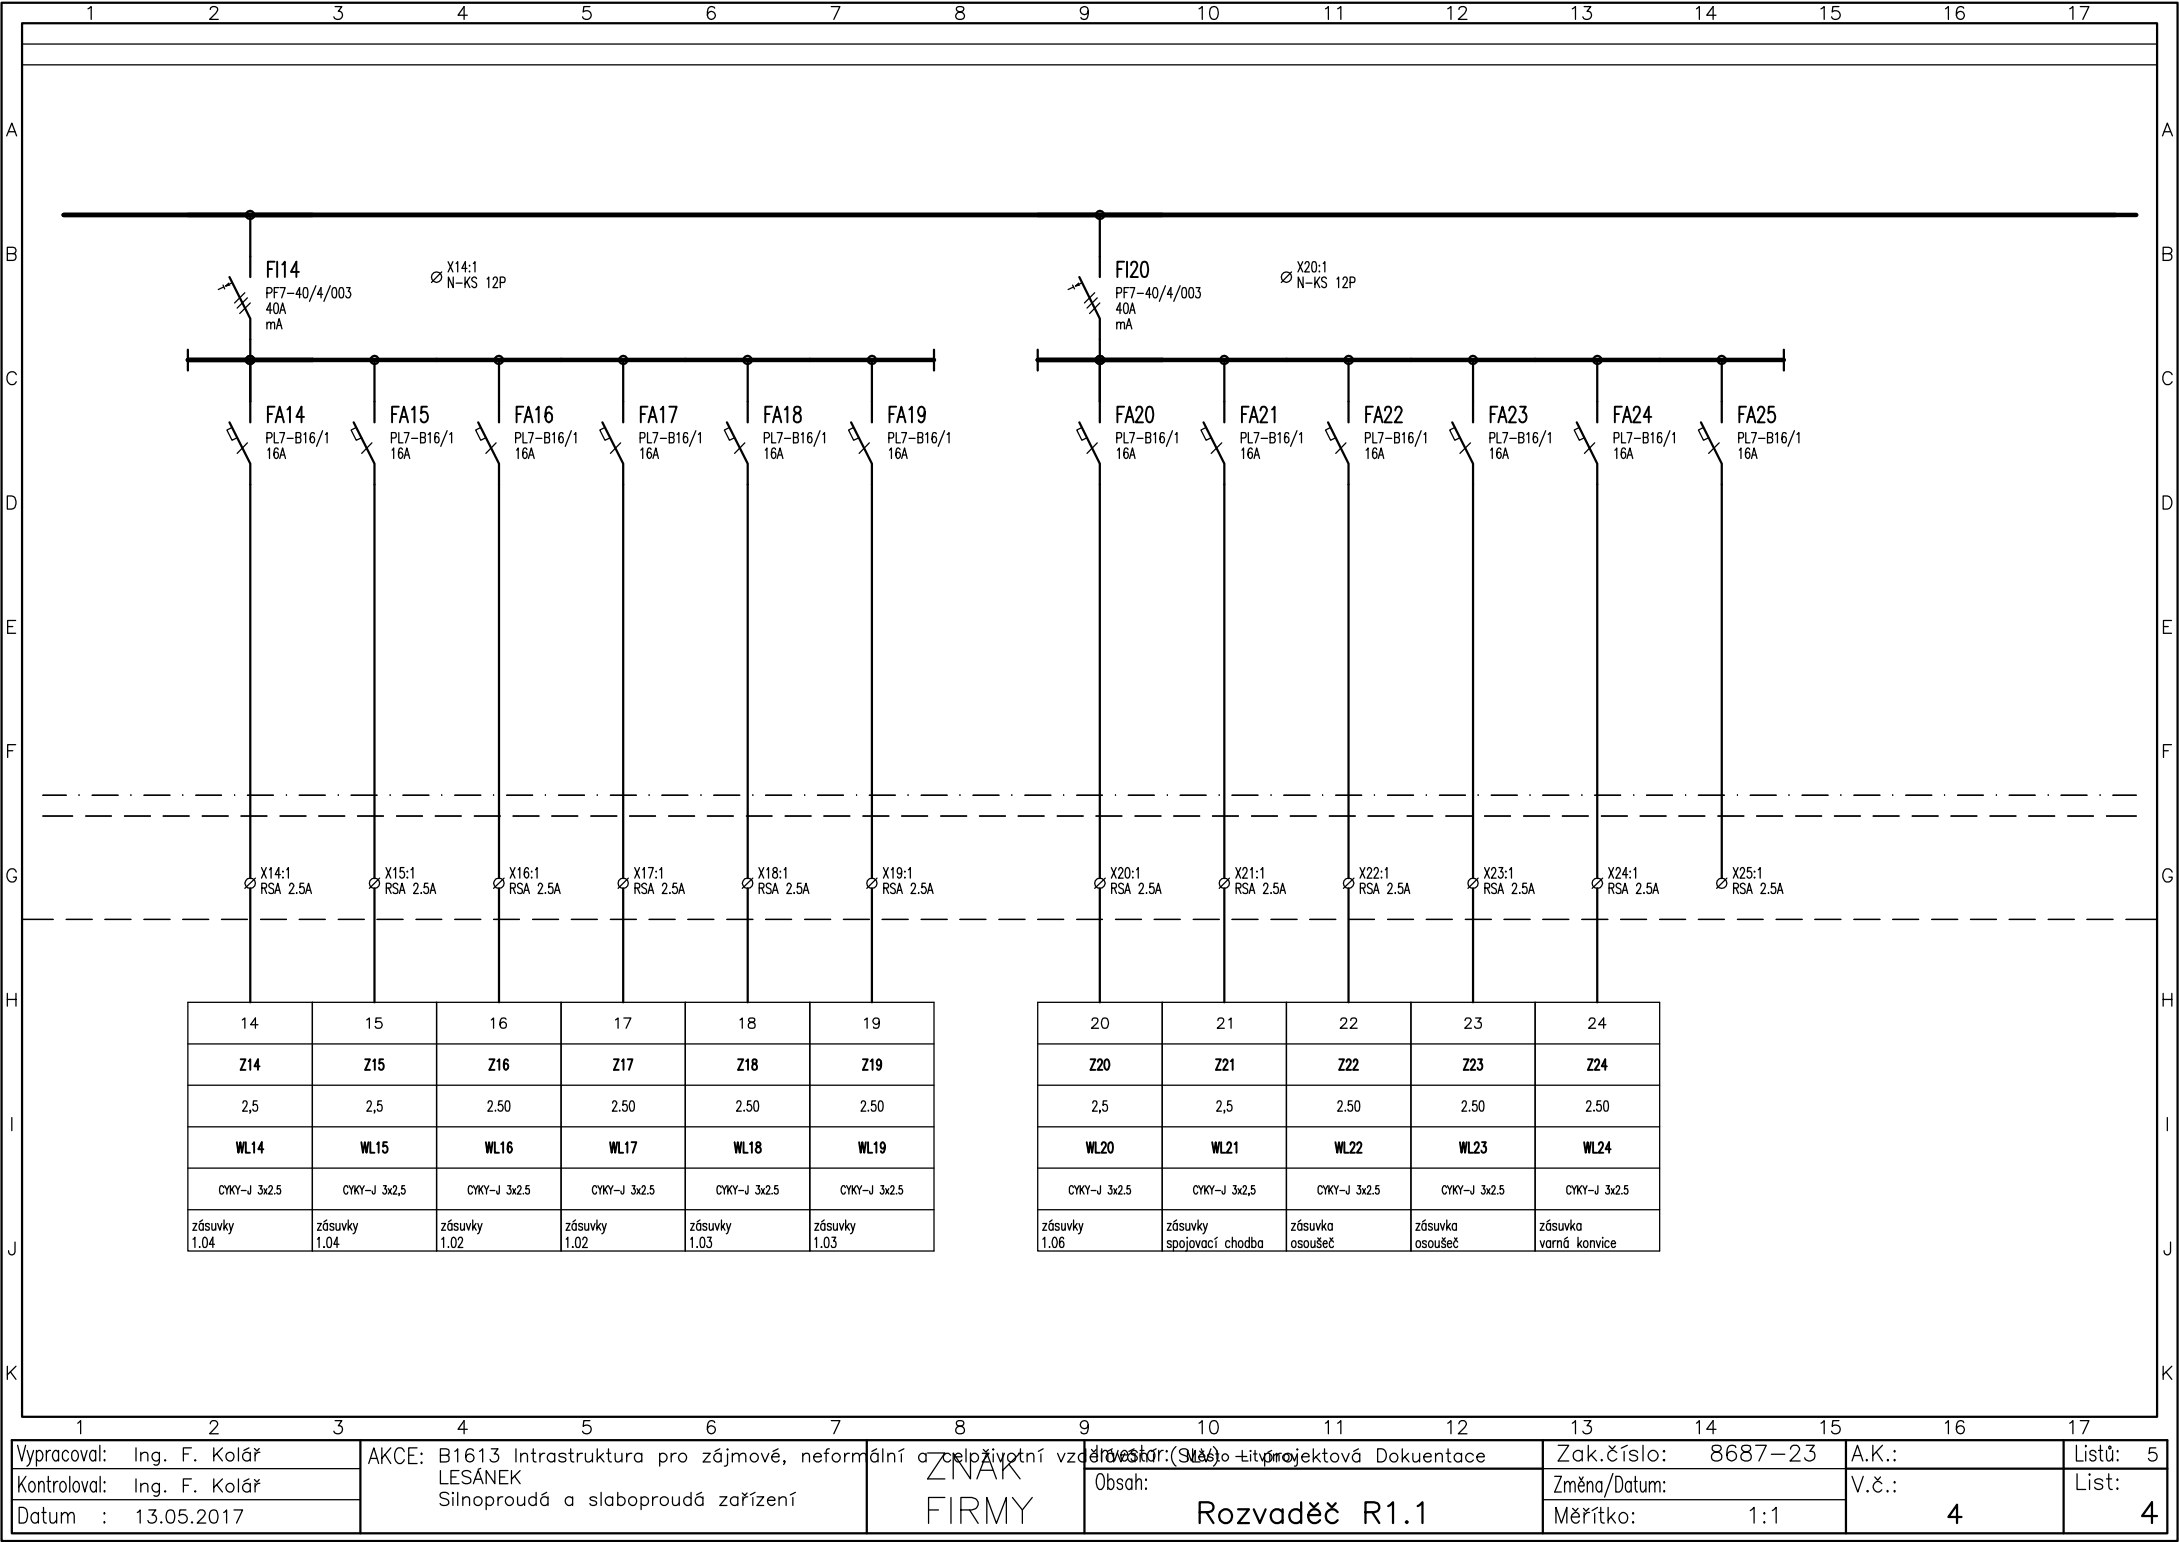 1 2 3 4 5 6 7 8 9 10 11 12 13 14 15 16 17
A A
B B
FI14
PF7-40/4/003
40A
mA
X14:1
N-KS 12P
FI20
PF7-40/4/003
40A
mA
X20:1
N-KS 12P
C C
FA14 FA15 FA16 FA17 FA18 FA19 FA20 FA21 FA22 FA23 FA24 FA25
PL7-B16/1 PL7-B16/1 PL7-B16/1 PL7-B16/1 PL7-B16/1 PL7-B16/1 PL7-B16/1 PL7-B16/1 PL7-B16/1 PL7-B16/1 PL7-B16/1 PL7-B16/1
16A 16A 16A 16A 16A 16A 16A 16A 16A 16A 16A 16A
D D
E E
F F
G G
X14:1 X15:1 X16:1 X17:1 X18:1 X19:1 X20:1 X21:1 X22:1 X23:1 X24:1 X25:1
RSA 2.5A RSA 2.5A RSA 2.5A RSA 2.5A RSA 2.5A RSA 2.5A RSA 2.5A RSA 2.5A RSA 2.5A RSA 2.5A RSA 2.5A RSA 2.5A
H H
14 15 16 17 18 19 20 21 22 23 24
Z14 Z15 Z16 Z17 Z18 Z19 Z20 Z21 Z22 Z23 Z24
2,5 2,5 2.50 2.50 2.50 2.50 2,5 2,5 2.50 2.50 2.50
I I
WL14 WL15 WL16 WL17 WL18 WL19 WL20 WL21 WL22 WL23 WL24
CYKY-J 3x2.5 CYKY-J 3x2,5 CYKY-J 3x2.5 CYKY-J 3x2.5 CYKY-J 3x2.5 CYKY-J 3x2.5 CYKY-J 3x2.5 CYKY-J 3x2,5 CYKY-J 3x2.5 CYKY-J 3x2.5 CYKY-J 3x2.5
zásuvky zásuvky zásuvky zásuvky zásuvky zásuvky zásuvky zásuvky zásuvka zásuvka zásuvka
1.04 1.04 1.02 1.02 1.03 1.03 1.06 spojovací chodba osoušeč osoušeč varná konvice
J J
K K
1 2 3 4 5 6 7 8 9 10 11 12 13 14 15 16 17
Vypracoval: Ing. F. Kolář
Kontroloval: Ing. F. Kolář
Datum : 13.05.2017
AKCE: B1613 Intrastruktura pro zájmové, neformální a celoživotní vzdělávání (SLV) - projektová Dokuentace
LESÁNEK
Silnoproudá a slaboproudá zařízení
ZNAK
FIRMY
Investor: Město Litvínov
Obsah:
Rozvaděč R1.1
Zak.číslo: 8687-23
Změna/Datum:
Měřítko: 1:1
A.K.:
V.č.:
4
Listů: 5
List:
4